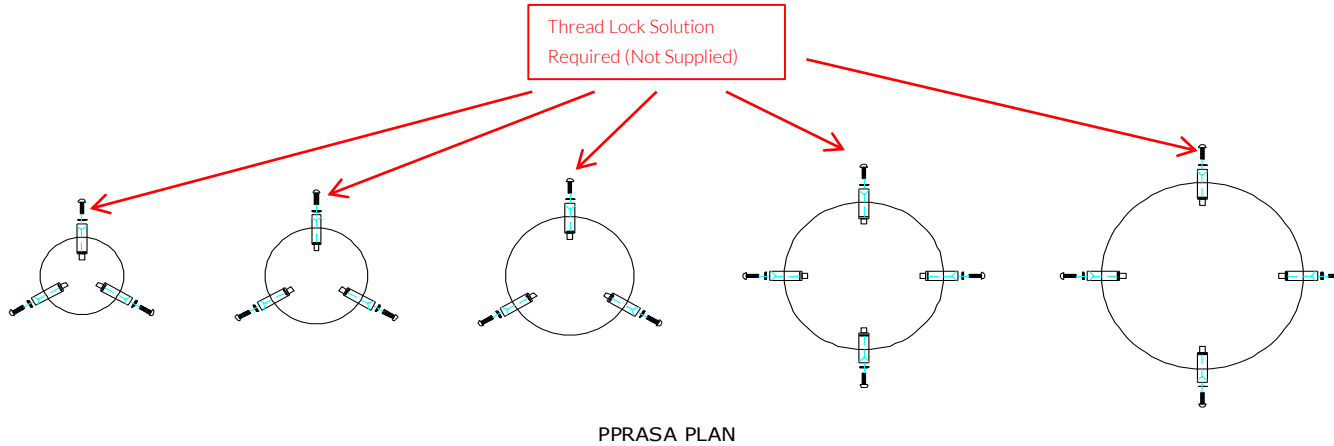 Thread Lock Solution
Required (Not Supplied)
PPRASA PLAN